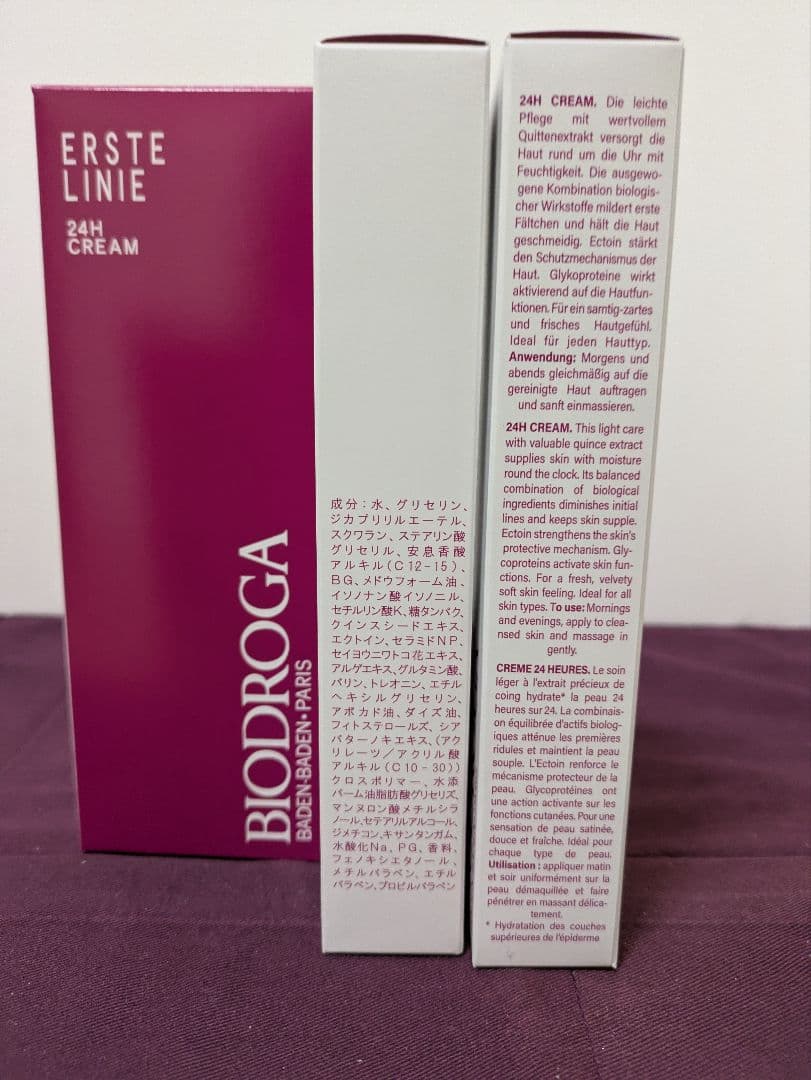 ERSTE
LINIE
24H
CREAM
BIODROGA
BADEN-BADEN•PARIS
成分：水、グリセリン、
ジカプリリルエーテル、
スクワラン、ステアリン酸
グリセリル、安息香酸
アルキル(C12-15)、
BG、メドウフォーム油、
イソノナン酸イソノニル、
セチルリン酸K、糖タンパク、
クインスシードエキス、
エクトイン、セラミドNP、
セイヨウニワトコ花エキス、
アルゲエキス、グルタミン酸、
バリン、トレオニン、エチル
ヘキシルグリセリン、
アボカド油、ダイズ油、
フィトステロールズ、シア
バターノキエキス、(アク
リレーツ／アクリル酸
アルキル(C10-30))
クロスポリマー、水添
パーム油脂肪酸グリセリズ、
マンヌロン酸メチルシラ
ノール、セテアリルアルコール、
ジメチコン、キサンタンガム、
水酸化Na、PG、香料、
フェノキシエタノール、
メチルパラベン、エチル
パラベン、プロピルパラベン
24H CREAM. Die leichte
Pflege mit wertvollem
Quittenextrakt versorgt die
Haut rund um die Uhr mit
Feuchtigkeit. Die ausgewo-
gene Kombination biologis-
cher Wirkstoffe mildert erste
Fältchen und hält die Haut
geschmeidig. Ectoin stärkt
den Schutzmechanismus der
Haut. Glykoproteine wirkt
aktivierend auf die Hautfun-
ktionen. Für ein samtig-zartes
und frisches Hautgefühl.
Ideal für jeden Hauttyp.
Anwendung: Morgens und
abends gleichmäßig auf die
gereinigte Haut auftragen
und sanft einmassieren.
24H CREAM. This light care
with valuable quince extract
supplies skin with moisture
round the clock. Its balanced
combination of biological
ingredients diminishes initial
lines and keeps skin supple.
Ectoin strengthens the skin's
protective mechanism. Gly-
coproteins activate skin fun-
ctions. For a fresh, velvety
soft skin feeling. Ideal for all
skin types. To use: Mornings
and evenings, apply to clea-
nsed skin and massage in
gently.
CREME 24 HEURES. Le soin
léger à l'extrait précieux de
coing hydrate* la peau 24
heures sur 24. La combinais-
on équilibrée d'actifs biolog-
iques atténue les premières
ridules et maintient la peau
souple. L'Ectoin renforce le
mécanisme protecteur de la
peau. Glycoprotéines ont
une action activante sur les
fonctions cutanées. Pour une
sensation de peau satinée,
douce et fraîche. Idéal pour
chaque type de peau.
Utilisation : appliquer matin
et soir uniformément sur la
peau démaquillée et faire
pénétrer en massant délica-
tement.
* Hydratation des couches
supérieures de l'épiderme